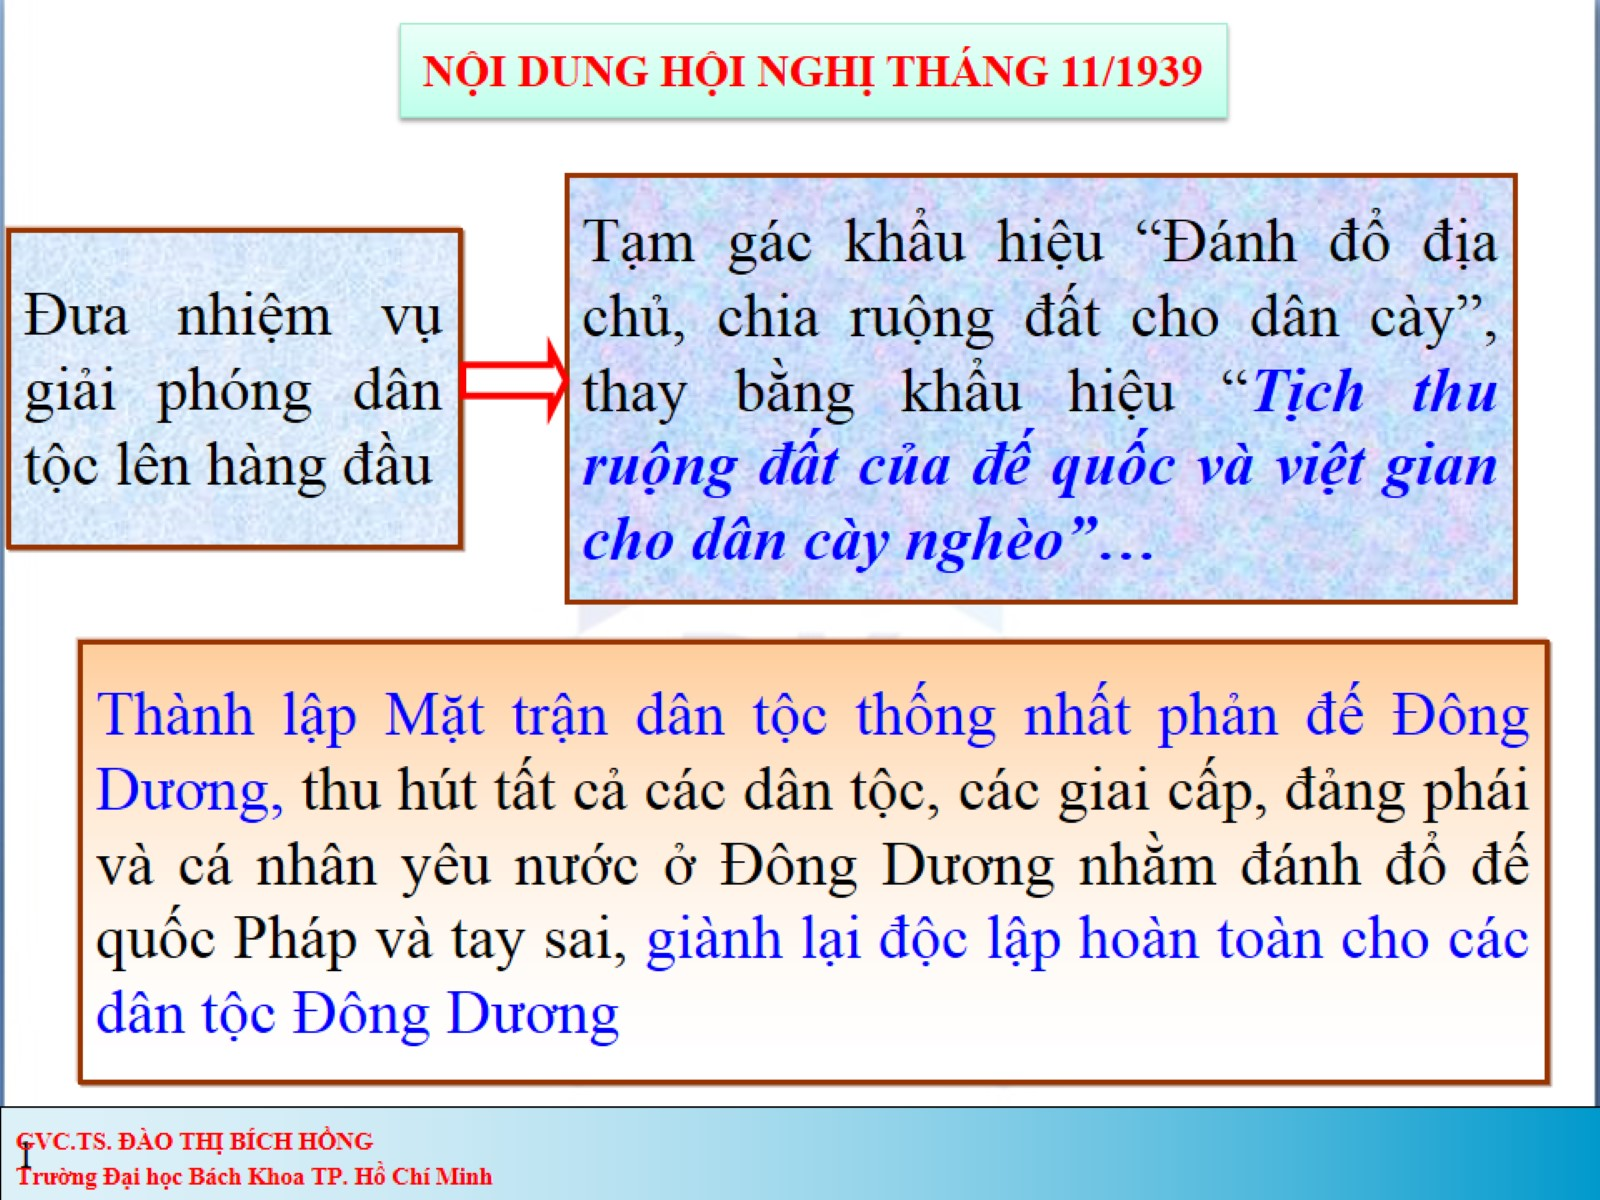 NỘI DUNG HỘI NGHỊ THÁNG 11/1939
Đưa nhiệm vụ
giải phóng dân
tộc lên hàng đầu
Tạm gác khẩu hiệu “Đánh đổ địa
chủ, chia ruộng đất cho dân cày”,
thay bằng khẩu hiệu “Tịch thu
ruộng đất của đế quốc và việt gian
cho dân cày nghèo”…
Thành lập Mặt trận dân tộc thống nhất phản đế Đông
Dương, thu hút tất cả các dân tộc, các giai cấp, đảng phái
và cá nhân yêu nước ở Đông Dương nhằm đánh đổ đế
quốc Pháp và tay sai, giành lại độc lập hoàn toàn cho các
dân tộc Đông Dương
GVC.TS. ĐÀO THỊ BÍCH HỒNG
1
Trường Đại học Bách Khoa TP. Hồ Chí Minh